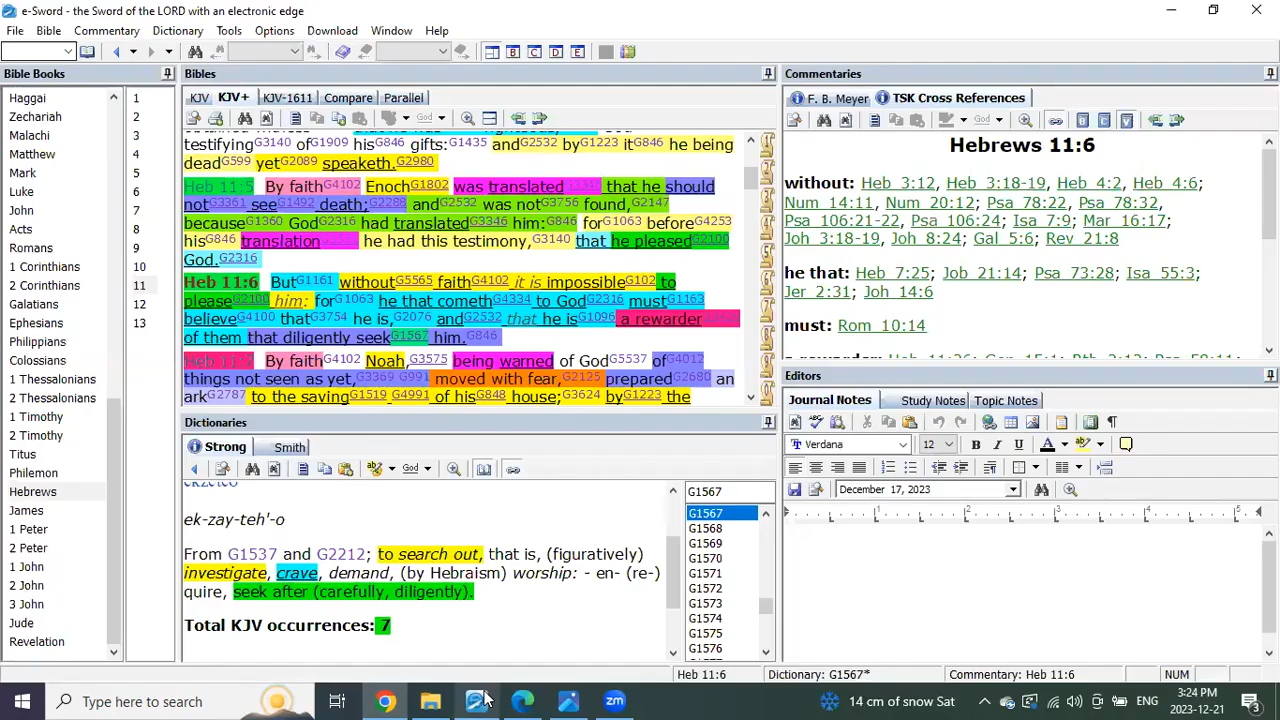 e-Sword - the Sword of the LORD with an electronic edge
File Bible Commentary Dictionary Tools Options Download Window Help
B C D E
Bible Books
Haggai
Zechariah
Malachi
Matthew
Mark
Luke
John
Acts
Romans
1 Corinthians
2 Corinthians
Galatians
Ephesians
Philippians
Colossians
1 Thessalonians
2 Thessalonians
1 Timothy
2 Timothy
Titus
Philemon
Hebrews
James
1 Peter
2 Peter
1 John
2 John
3 John
Jude
Revelation
1
2
3
4
5
6
7
8
9
10
11
12
13
Bibles
KJV KJV+ KJV-1611 Compare Parallel
God
testifying G3140 of G1909 his G846 gifts: G1435 and G2532 by G1223 it G846 he being
dead G599 yet G2089 speaketh. G2980
Heb 11:5 By faith G4102 Enoch G1802 was translated G3346 that he should
not G3361 see G1492 death; G2288 and G2532 was not G3756 found, G2147
because G1360 God G2316 had translated G3346 him: G846 for G1063 before G4253
his G846 translation he had this testimony, G3140 that he pleased G2100
God. G2316
Heb 11:6 But G1161 without G5565 faith G4102 it is impossible G102 to
please G2100 him: for G1063 he that cometh G4334 to God G2316 must G1163
believe G4100 that G3754 he is, G2076 and G2532 that he is G1096 a rewarder
of them that diligently seek G1567 him. G846
Heb 11:7 By faith G4102 Noah, G3575 being warned of God G5537 of G4012
things not seen as yet, G3369 G991 moved with fear, G2125 prepared G2680 an
ark G2787 to the saving G1519 G4991 of his G848 house; G3624 by G1223 the
Dictionaries
Strong Smith
God
ekzēteō
ek-zay-teh'-o
From G1537 and G2212; to search out, that is, (figuratively)
investigate, crave, demand, (by Hebraism) worship: - en- (re-)
quire, seek after (carefully, diligently).
Total KJV occurrences: 7
G1567
G1567
G1568
G1569
G1570
G1571
G1572
G1573
G1574
G1575
G1576
Commentaries
F. B. Meyer TSK Cross References
God
Hebrews 11:6
without: Heb 3:12, Heb 3:18-19, Heb 4:2, Heb 4:6;
Num 14:11, Num 20:12; Psa 78:22, Psa 78:32,
Psa 106:21-22, Psa 106:24; Isa 7:9; Mar 16:17;
Joh 3:18-19, Joh 8:24; Gal 5:6; Rev 21:8
he that: Heb 7:25; Job 21:14; Psa 73:28; Isa 55:3;
Jer 2:31; Joh 14:6
must: Rom 10:14
Editors
Journal Notes Study Notes Topic Notes
Verdana 12 B I U A
December 17, 2023
1 2 3 4 5
Heb 11:6 Dictionary: G1567* Commentary: Heb 11:6 NUM
Type here to search
zm
14 cm of snow Sat
ENG
3:24 PM
2023-12-21
3